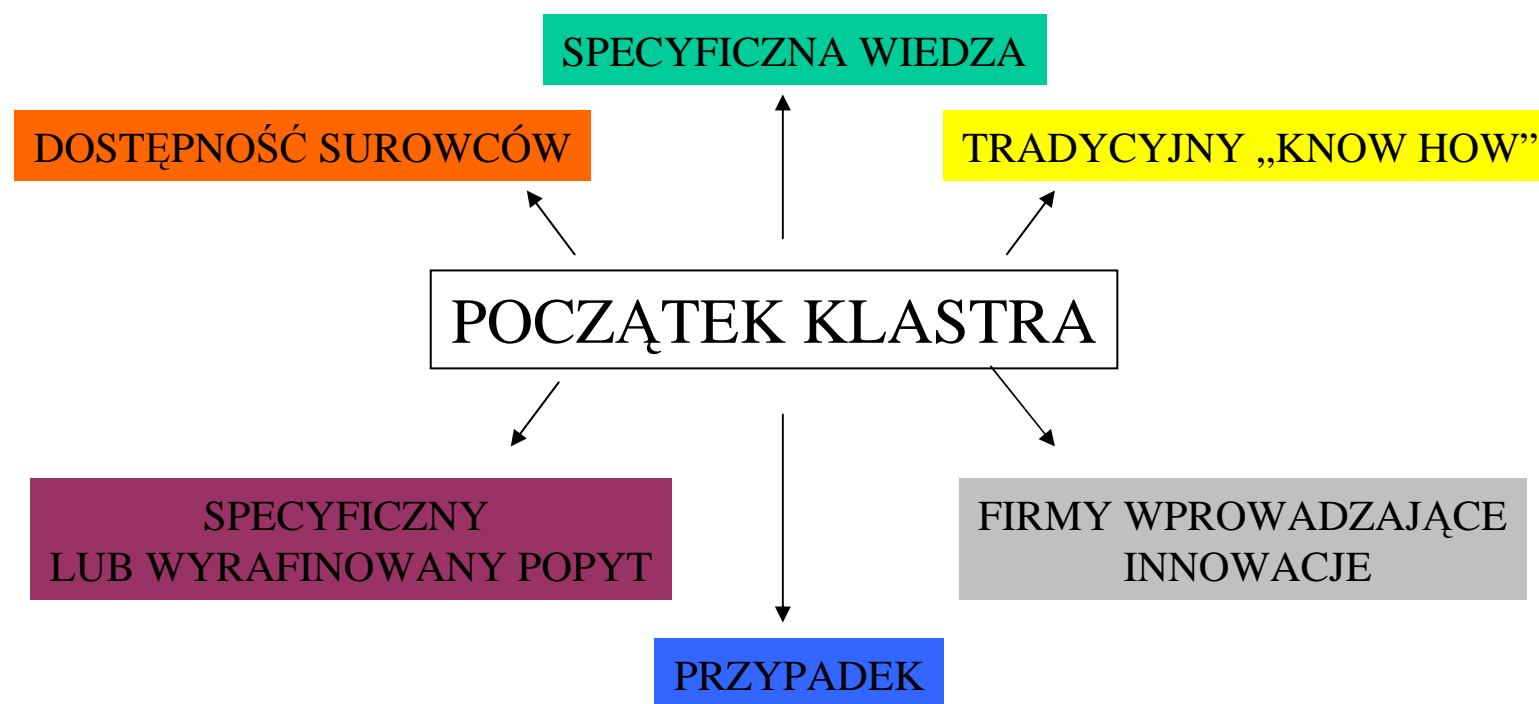 SPECYFICZNA WIEDZA
DOSTĘPNOŚĆ SUROWCÓW
TRADYCYJNY „KNOW HOW”
POCZĄTEK KLASTRA
SPECYFICZNY
LUB WYRAFINOWANY POPYT
FIRMY WPROWADZAJĄCE
INNOWACJE
PRZYPADEK